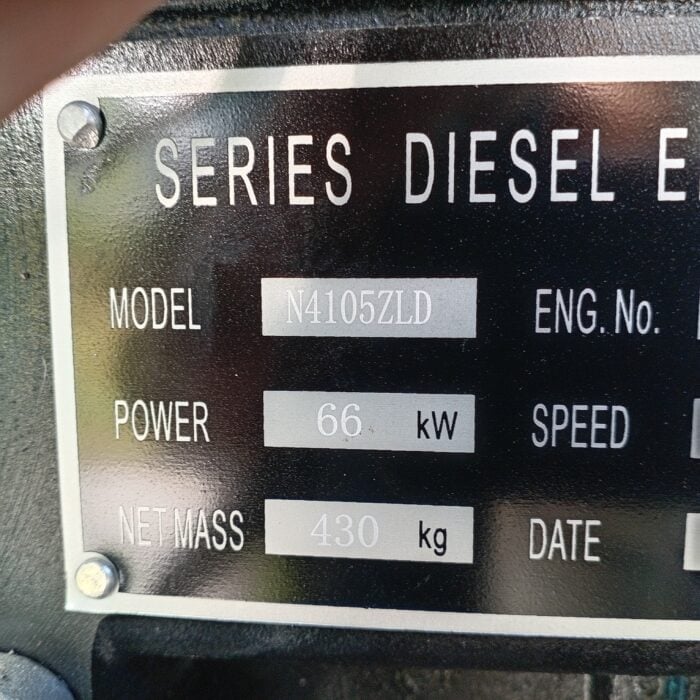 SERIES DIESEL E
MODEL N4105ZLD ENG. No.
POWER 66 kW SPEED
NET MASS 430 kg DATE